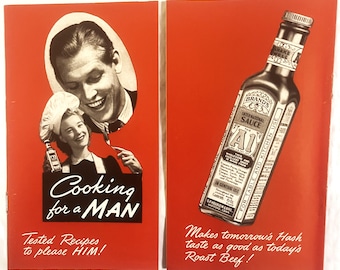 Cooking
for a MAN
Tested Recipes
to please HIM!
BRAND &
SAUCE
"A1"
Makes tomorrow's Hash
taste as good as today's
Roast Beef!